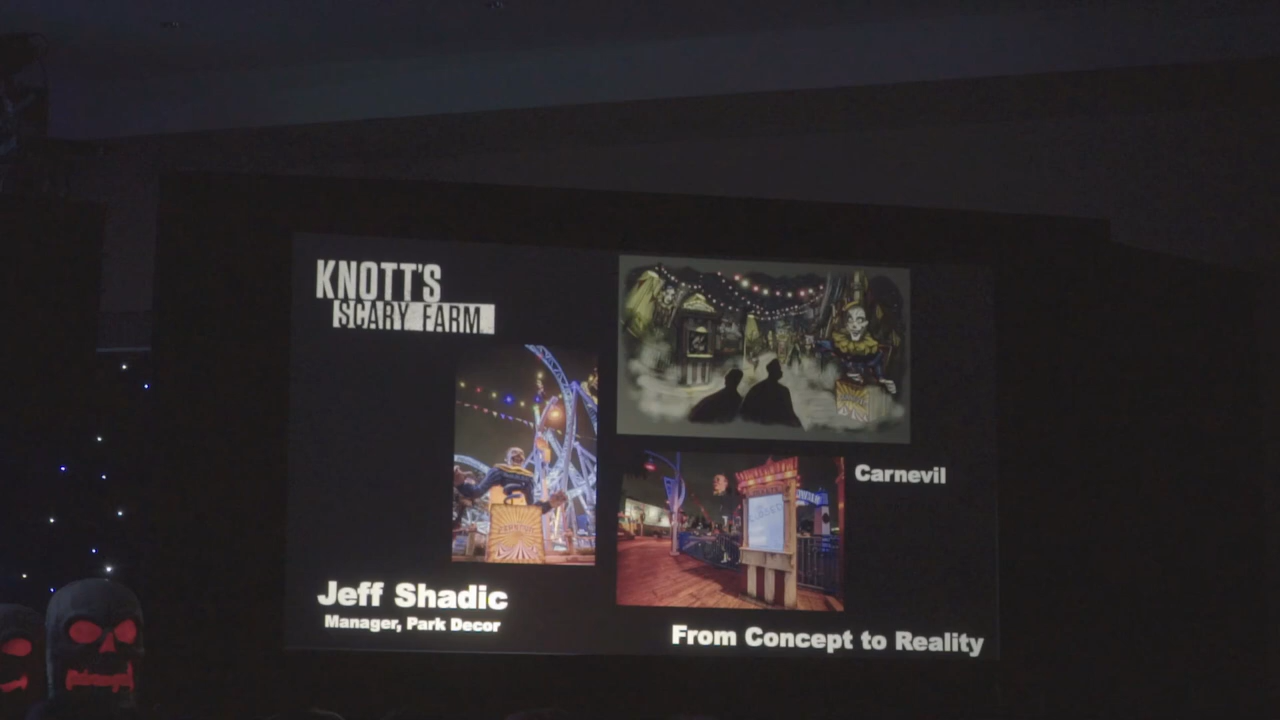 KNOTT'S
SCARY FARM
Carnevil
Jeff Shadic
Manager, Park Decor
From Concept to Reality